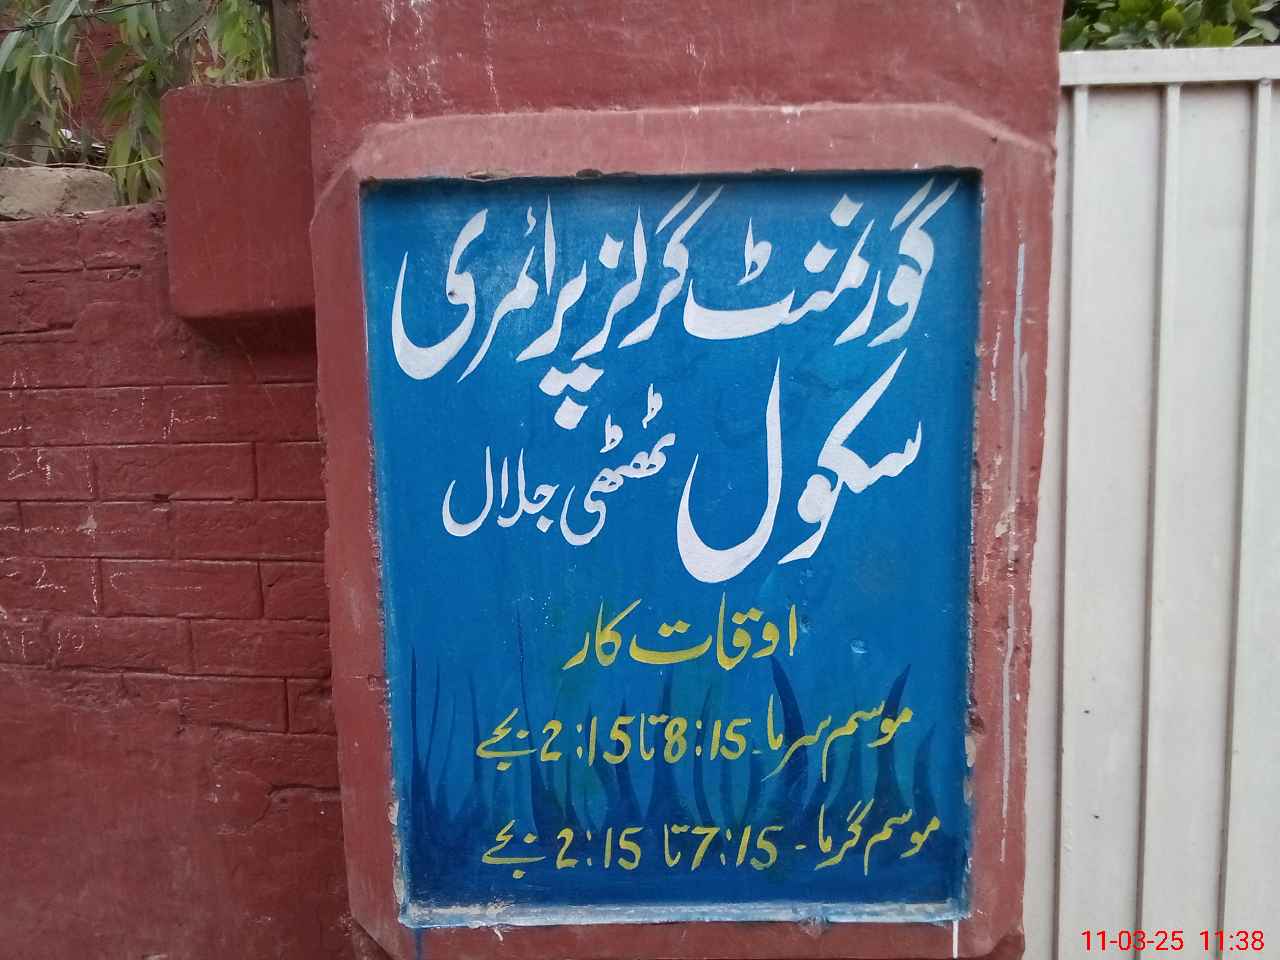 گورنمنٹ گرلز پرائمری
سکول ٹھٹھی جلال
اوقات کار
موسم سرما - 8:15 تا 2:15 بجے
موسم گرما - 7:15 تا 2:15 بجے
11-03-25 11:38